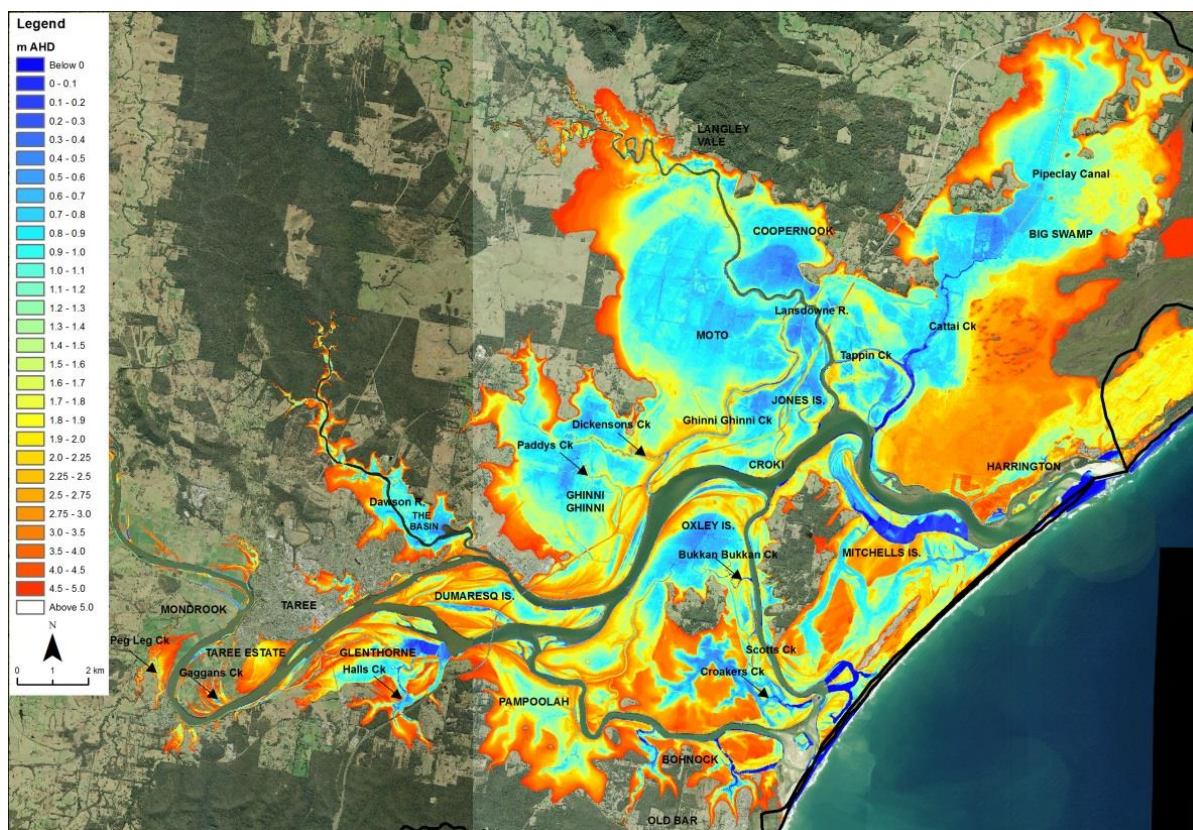 Legend
m AHD
Below 0
0 - 0.1
0.1 - 0.2
0.2 - 0.3
0.3 - 0.4
0.4 - 0.5
0.5 - 0.6
0.6 - 0.7
0.7 - 0.8
0.8 - 0.9
0.9 - 1.0
1.0 - 1.1
1.1 - 1.2
1.2 - 1.3
1.3 - 1.4
1.4 - 1.5
1.5 - 1.6
1.6 - 1.7
1.7 - 1.8
1.8 - 1.9
1.9 - 2.0
2.0 - 2.25
2.25 - 2.5
2.5 - 2.75
2.75 - 3.0
3.0 - 3.5
3.5 - 4.0
4.0 - 4.5
4.5 - 5.0
Above 5.0
N
0 1 2 km
LANGLEY
VALE
Pipeclay Canal
COOPERNOOK
BIG SWAMP
Lansdowne R.
MOTO
Cattai Ck
Tappin Ck
JONES IS.
Ghinni Ghinni Ck
Dickensons Ck
Paddys Ck
CROKI
HARRINGTON
GHINNI
GHINNI
Dawson R.
THE
BASIN
OXLEY IS.
MITCHELLS IS.
Bukkan Bukkan Ck
DUMARESQ IS.
MONDROOK
TAREE
Peg Leg Ck
TAREE ESTATE
GLENTHORNE
Scotts Ck
Gaggans Ck
Halls Ck
Croakers Ck
PAMPOOLAH
BOHNOCK
OLD BAR